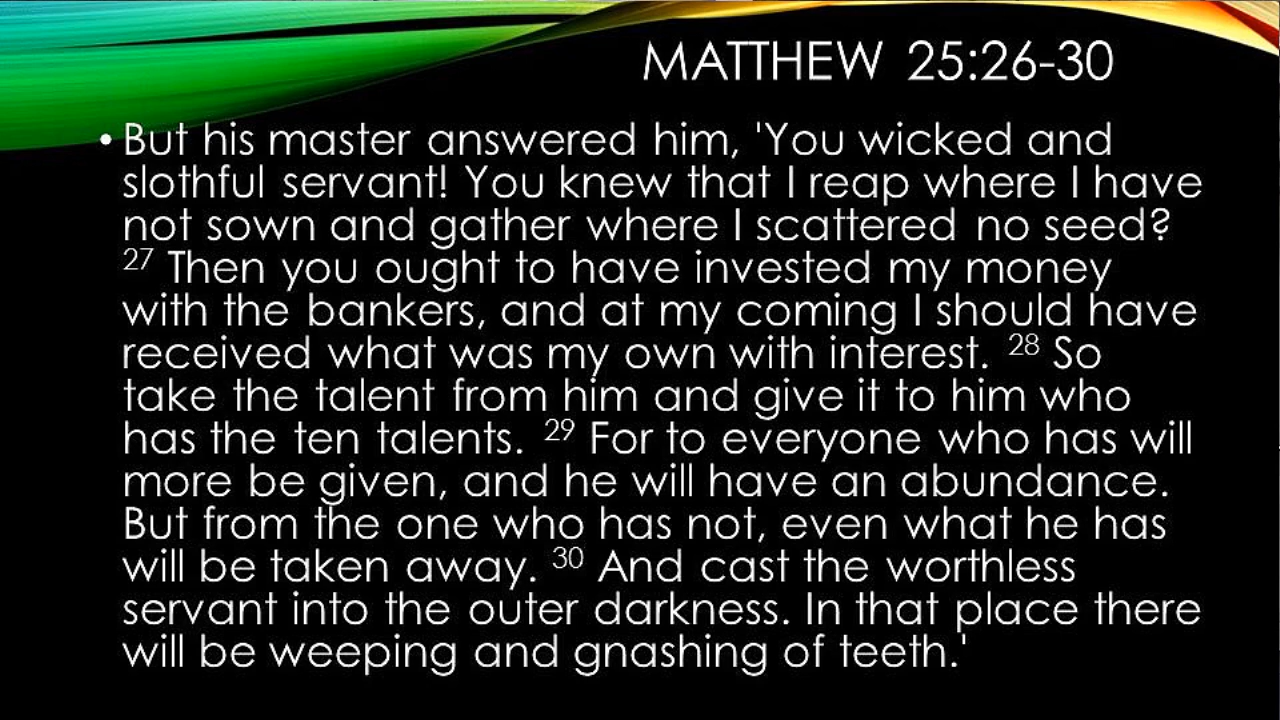 MATTHEW 25:26-30
• But his master answered him, 'You wicked and
slothful servant! You knew that I reap where I have
not sown and gather where I scattered no seed?
27 Then you ought to have invested my money
with the bankers, and at my coming I should have
received what was my own with interest. 28 So
take the talent from him and give it to him who
has the ten talents. 29 For to everyone who has will
more be given, and he will have an abundance.
But from the one who has not, even what he has
will be taken away. 30 And cast the worthless
servant into the outer darkness. In that place there
will be weeping and gnashing of teeth.'